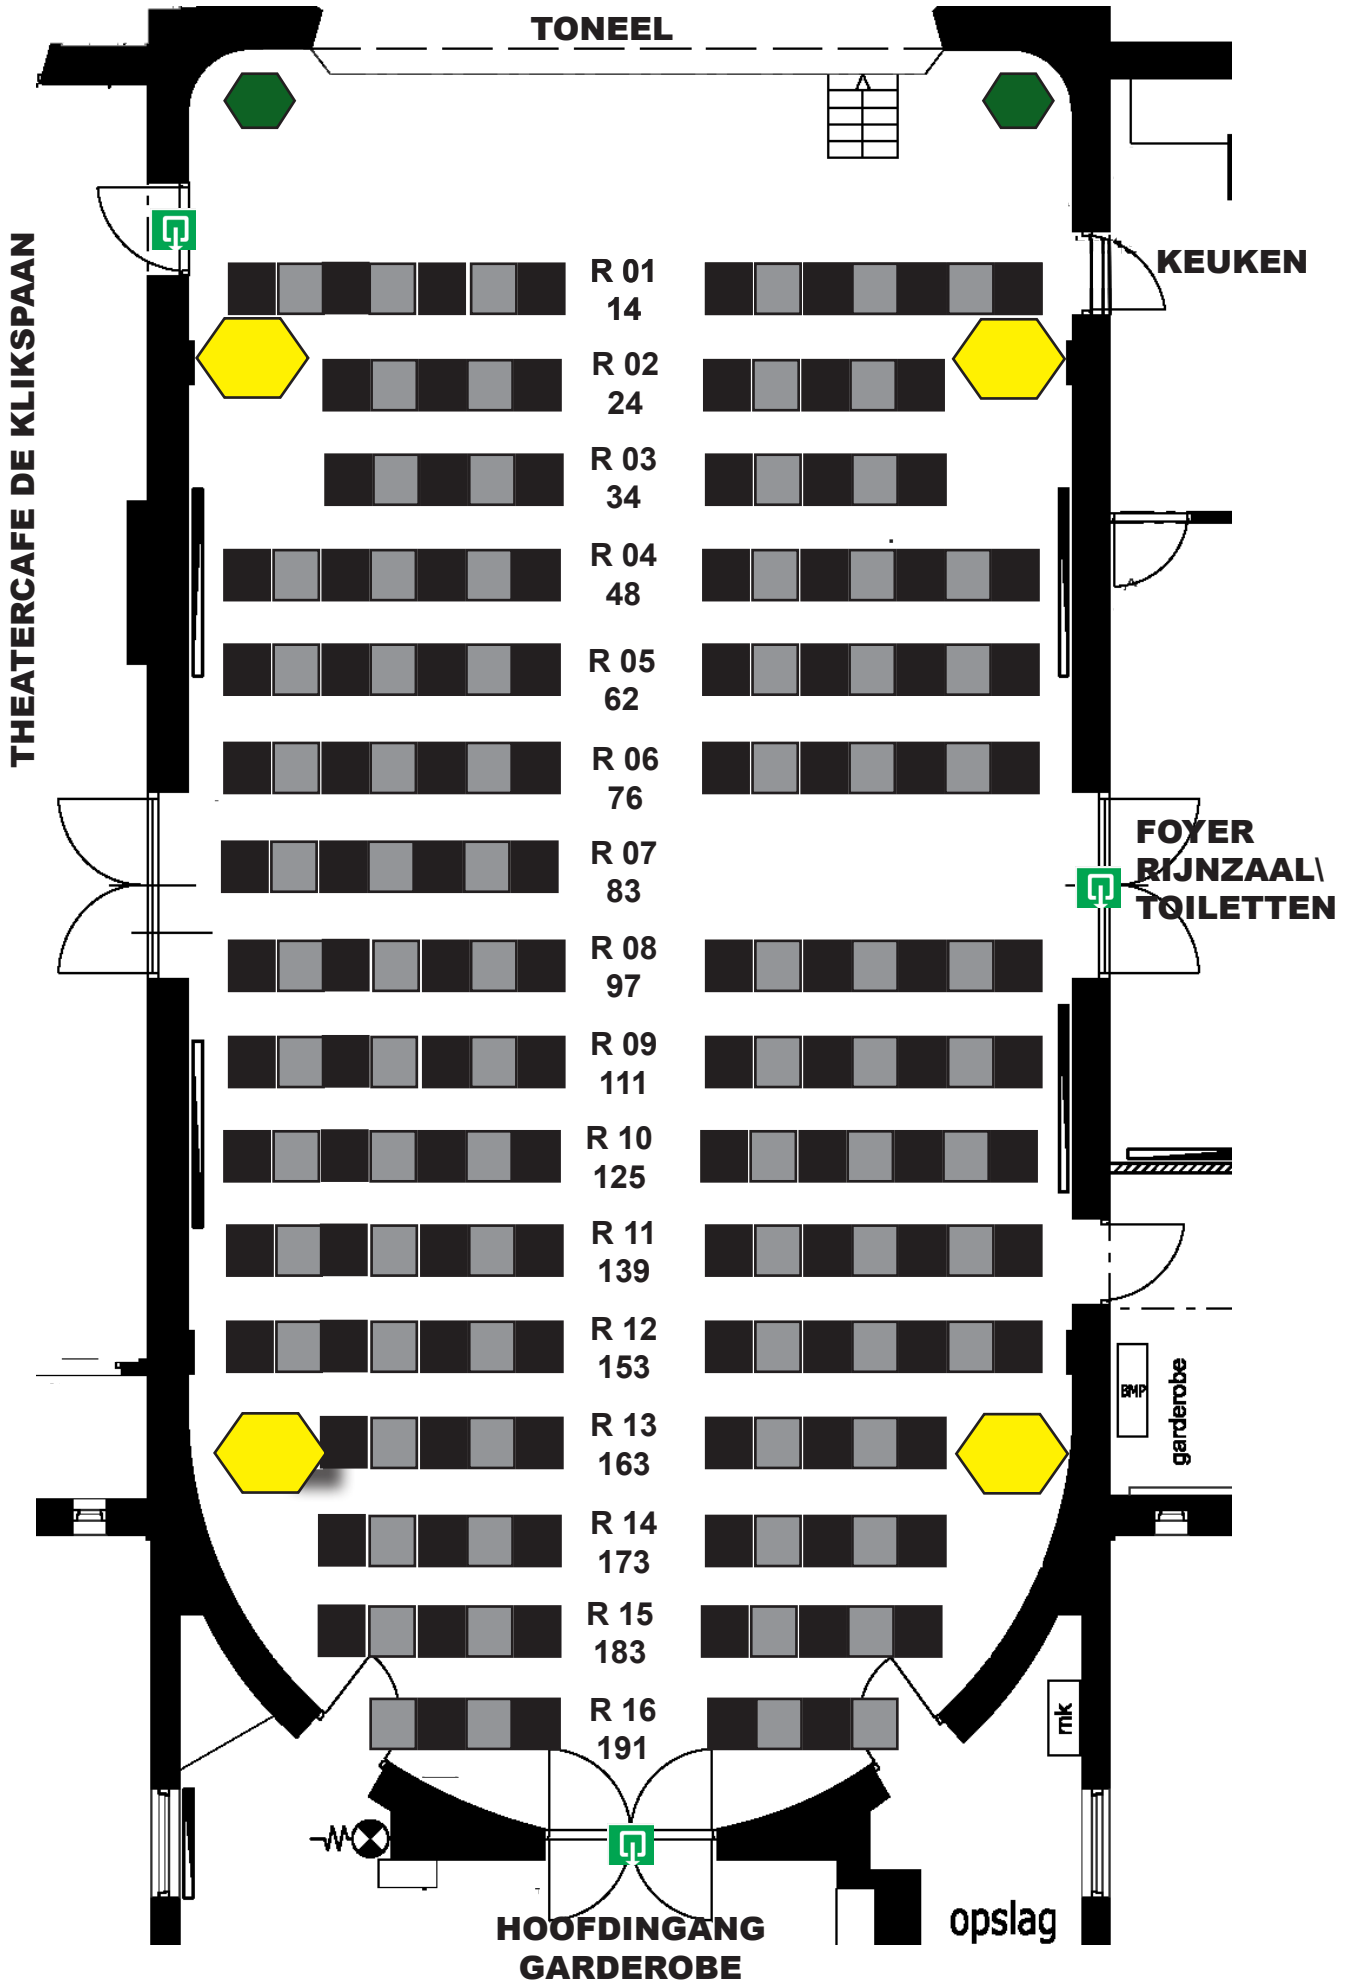 TONEEL
THEATERCAFE DE KLIKSPAAN
KEUKEN
R 01
14
R 02
24
R 03
34
R 04
48
R 05
62
R 06
76
FOYER
RIJNZAAL\
TOILETTEN
R 07
83
R 08
97
R 09
111
R 10
125
R 11
139
R 12
153
BMP
garderobe
R 13
163
R 14
173
R 15
183
R 16
191
mk
opslag
HOOFDINGANG
GARDEROBE